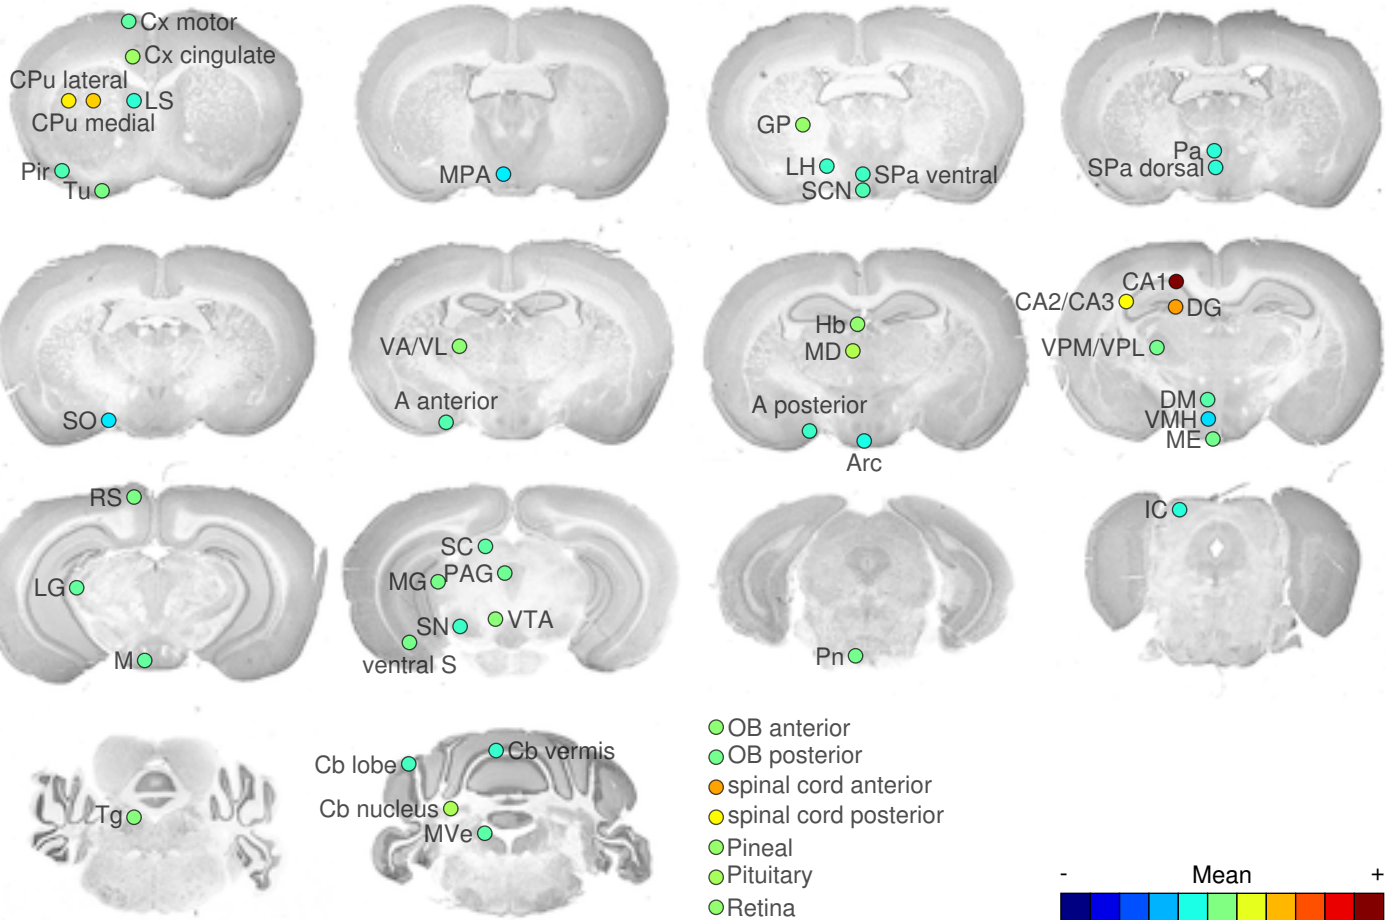 Cx motor
Cx cingulate
CPu lateral
LS
CPu medial
Pir
Tu
MPA
GP
LH
SPa ventral
SCN
Pa
SPa dorsal
SO
VA/VL
A anterior
Hb
MD
A posterior
Arc
CA1
CA2/CA3
DG
VPM/VPL
DM
VMH
ME
RS
LG
M
SC
MG
PAG
SN
VTA
ventral S
Pn
IC
Tg
Cb lobe
Cb vermis
Cb nucleus
MVe
OB anterior
OB posterior
spinal cord anterior
spinal cord posterior
Pineal
Pituitary
Retina
- Mean +